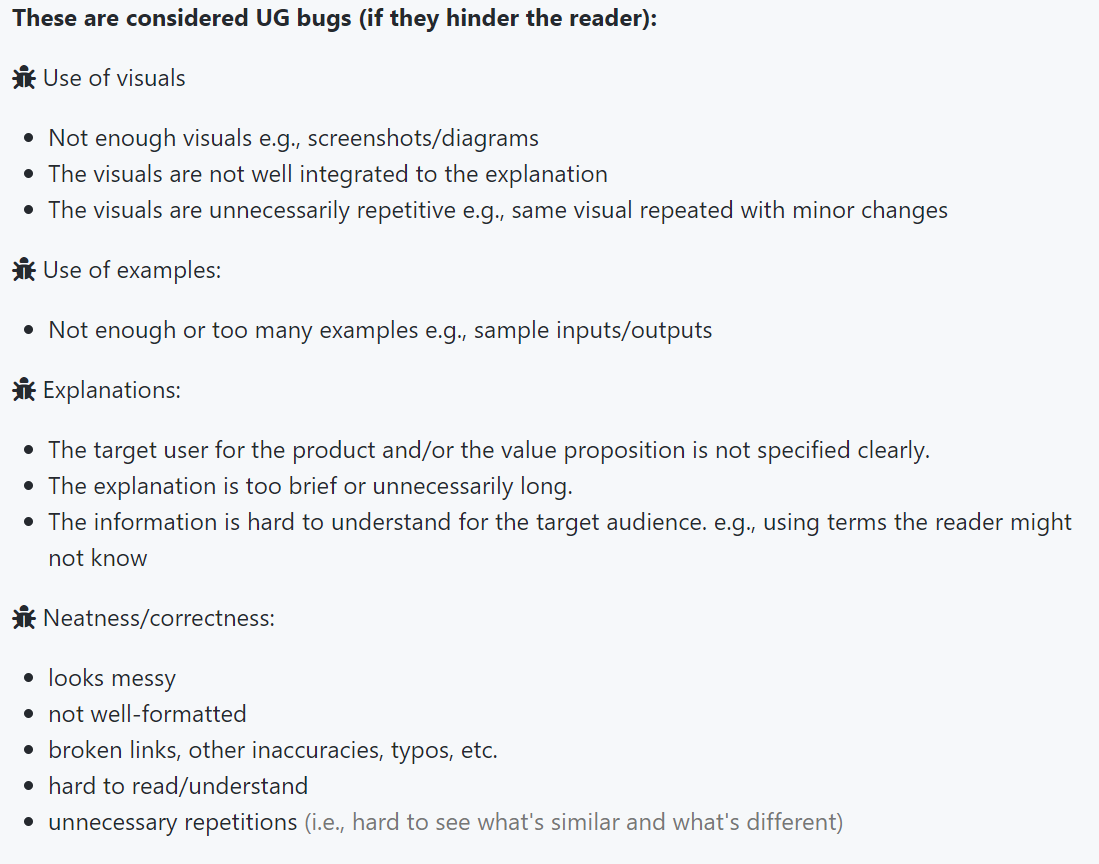 These are considered UG bugs (if they hinder the reader):
Use of visuals
• Not enough visuals e.g., screenshots/diagrams
• The visuals are not well integrated to the explanation
• The visuals are unnecessarily repetitive e.g., same visual repeated with minor changes
Use of examples:
• Not enough or too many examples e.g., sample inputs/outputs
Explanations:
• The target user for the product and/or the value proposition is not specified clearly.
• The explanation is too brief or unnecessarily long.
• The information is hard to understand for the target audience. e.g., using terms the reader might
not know
Neatness/correctness:
• looks messy
• not well-formatted
• broken links, other inaccuracies, typos, etc.
• hard to read/understand
• unnecessary repetitions (i.e., hard to see what's similar and what's different)